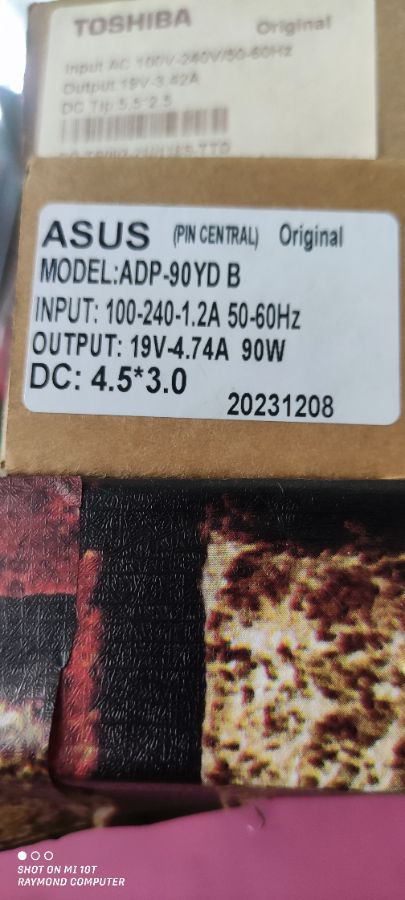 TOSHIBA Original
Input AC 100V-240V/50-60Hz
Output:19V-3.42A
DC Tip:5.5*2.5
ASUS (PIN CENTRAL) Original
MODEL:ADP-90YD B
INPUT: 100-240-1.2A 50-60Hz
OUTPUT: 19V-4.74A 90W
DC: 4.5*3.0
20231208
SHOT ON MI 10T
RAYMOND COMPUTER